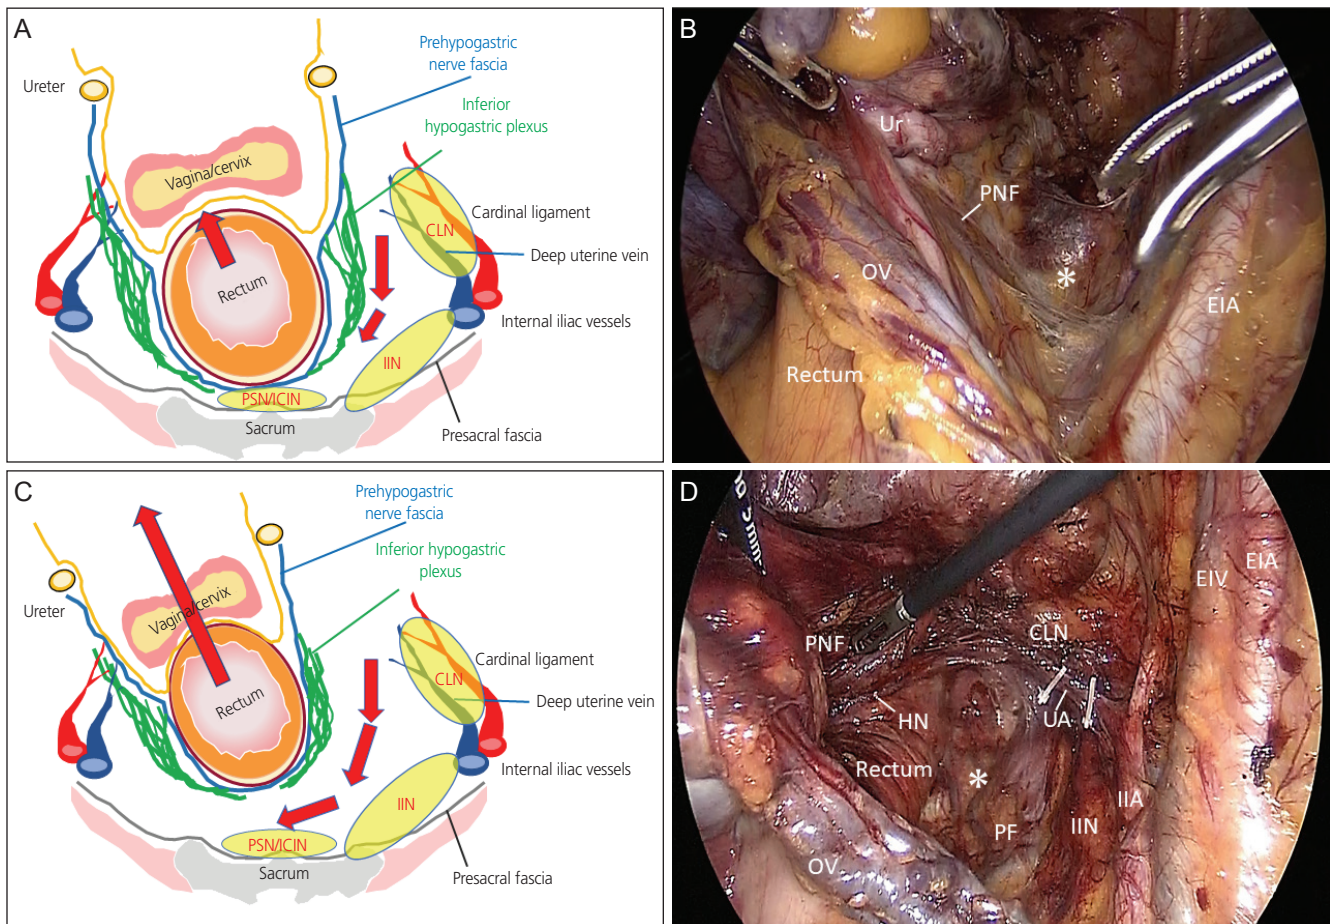 A
Prehypogastric
nerve fascia
Ureter
Inferior
hypogastric plexus
Vagina/cervix
Cardinal ligament
CLN
Deep uterine vein
Rectum
Internal iliac vessels
IIN
PSN/ICIN
Sacrum
Presacral fascia
B
Ur
PNF
OV
EIA
Rectum
C
Prehypogastric
nerve fascia
Inferior hypogastric
plexus
Ureter
Vagina/cervix
Cardinal ligament
CLN
Rectum
Deep uterine vein
Internal iliac vessels
IIN
PSN/ICIN
Sacrum
Presacral fascia
D
EIV
EIA
PNF
CLN
HN
UA
Rectum
*
IIA
PF
IIN
OV